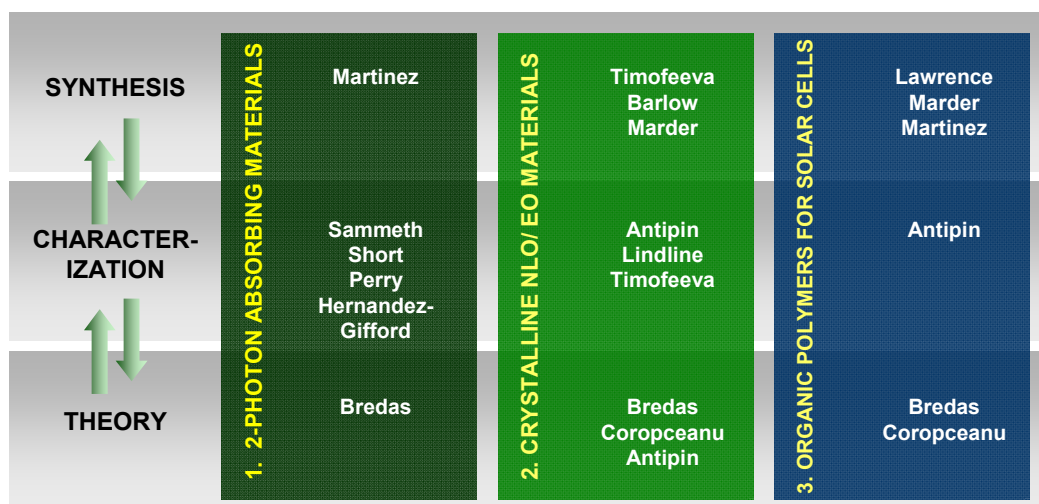 SYNTHESIS
CHARACTER-
IZATION
THEORY
1. 2-PHOTON ABSORBING MATERIALS
Martinez
Sammeth
Short
Perry
Hernandez-
Gifford
Bredas
2. CRYSTALLINE NLO/ EO MATERIALS
Timofeeva
Barlow
Marder
Antipin
Lindline
Timofeeva
Bredas
Coropceanu
Antipin
3. ORGANIC POLYMERS FOR SOLAR CELLS
Lawrence
Marder
Martinez
Antipin
Bredas
Coropceanu